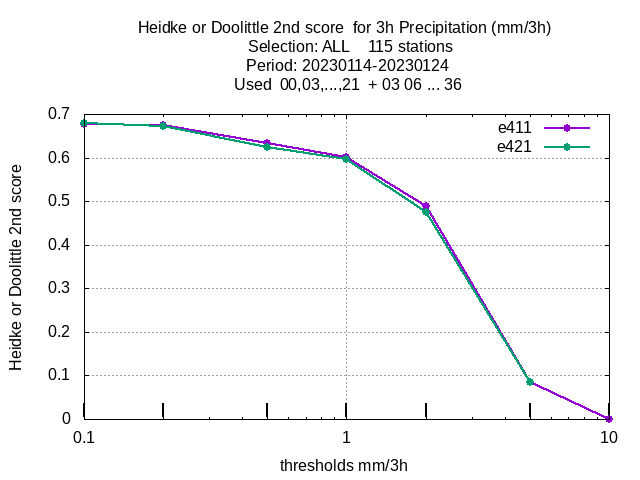 Heidke or Doolittle 2nd score  for 3h Precipitation (mm/3h)
Selection: ALL    115 stations
Period: 20230114-20230124
Used  00,03,...,21  + 03 06 ... 36
e411
e421
Heidke or Doolittle 2nd score
0.7
0.6
0.5
0.4
0.3
0.2
0.1
0
0.1 1 10
thresholds mm/3h